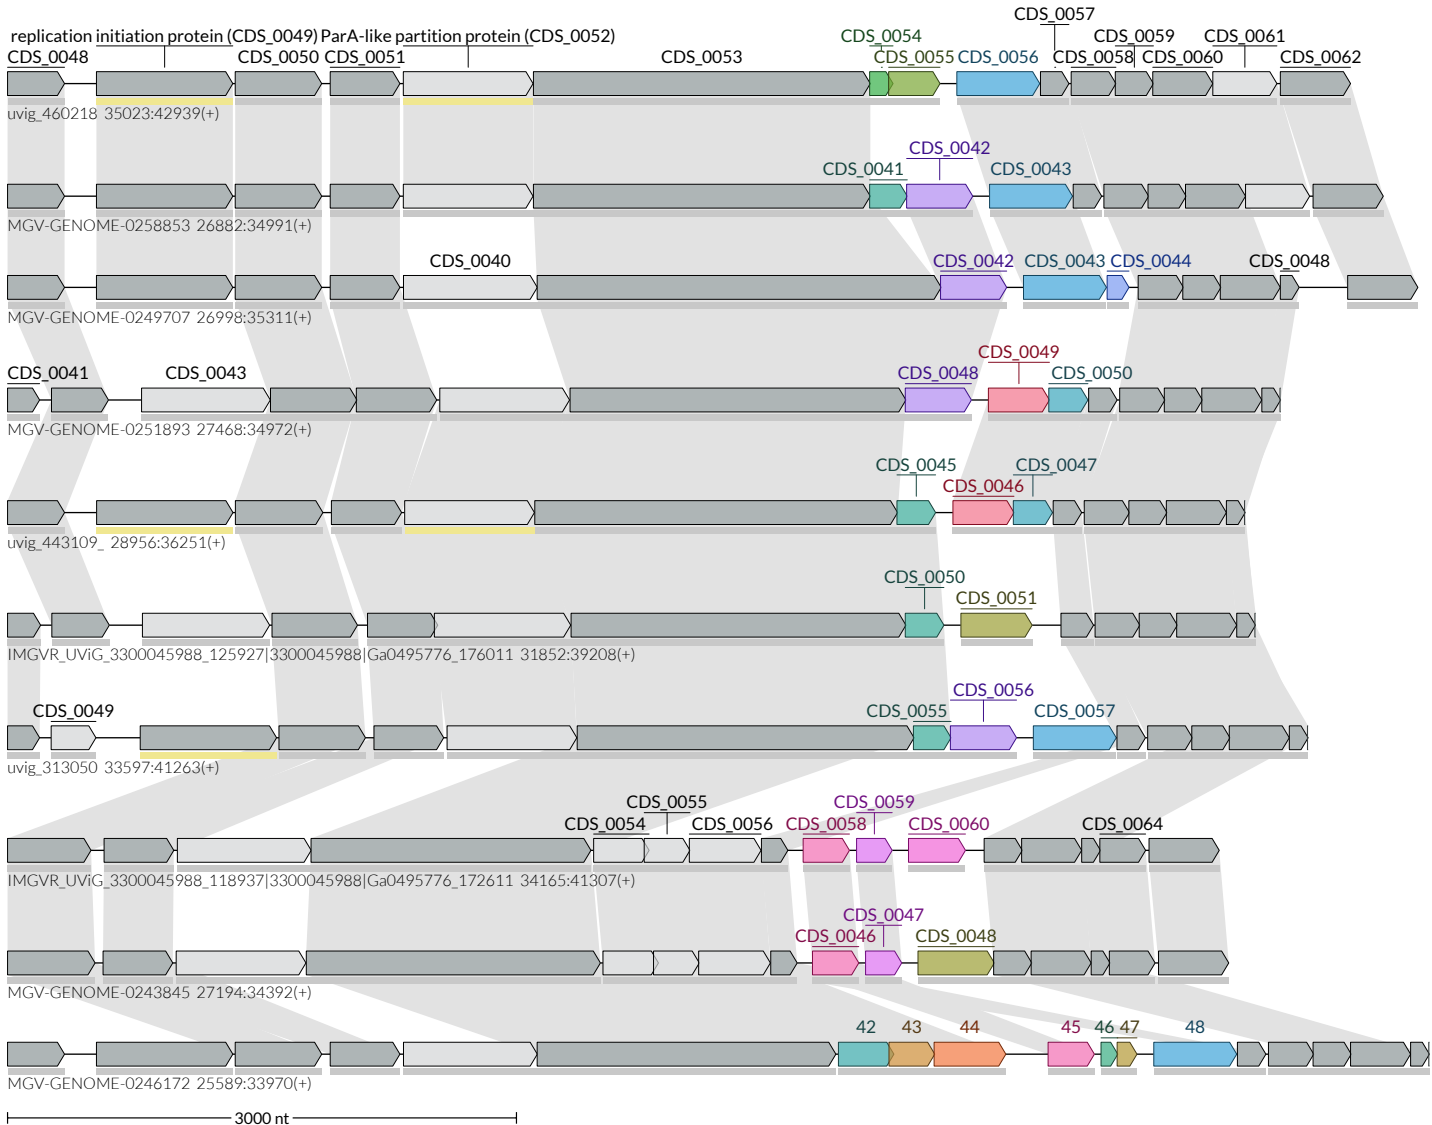 CDS_0057
replication initiation protein (CDS_0049) ParA-like partition protein (CDS_0052) CDS_0054 CDS_0059 CDS_0061
CDS_0048 CDS_0050 CDS_0051 CDS_0053 CDS_0055 CDS_0056 CDS_0058 CDS_0060 CDS_0062
uvig_460218 35023:42939(+)
CDS_0042
CDS_0041 CDS_0043
MGV-GENOME-0258853 26882:34991(+)
CDS_0040 CDS_0042 CDS_0043 CDS_0044 CDS_0048
MGV-GENOME-0249707 26998:35311(+)
CDS_0049
CDS_0041 CDS_0043 CDS_0048 CDS_0050
MGV-GENOME-0251893 27468:34972(+)
CDS_0045 CDS_0047
CDS_0046
uvig_443109_ 28956:36251(+)
CDS_0050
CDS_0051
IMGVR_UViG_3300045988_125927|3300045988|Ga0495776_176011 31852:39208(+)
CDS_0056
CDS_0049 CDS_0055 CDS_0057
uvig_313050 33597:41263(+)
CDS_0055 CDS_0059
CDS_0054 CDS_0056 CDS_0058 CDS_0060 CDS_0064
IMGVR_UViG_3300045988_118937|3300045988|Ga0495776_172611 34165:41307(+)
CDS_0047
CDS_0046 CDS_0048
MGV-GENOME-0243845 27194:34392(+)
42 43 44 45 46 47 48
MGV-GENOME-0246172 25589:33970(+)
3000 nt